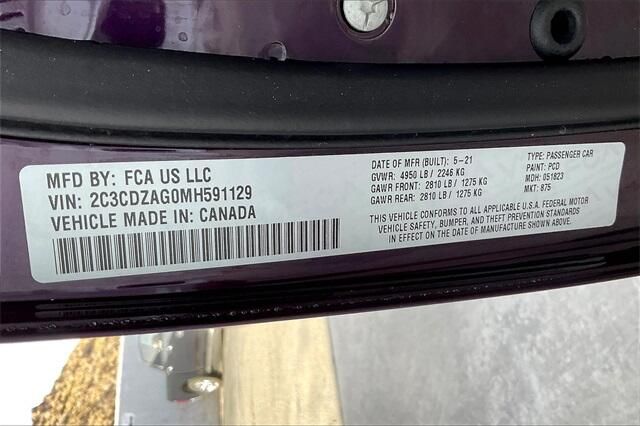 MFD BY: FCA US LLC
VIN: 2C3CDZAG0MH591129
VEHICLE MADE IN: CANADA
DATE OF MFR (BUILT): 5-21
GVWR: 4950 LB / 2246 KG
GAWR FRONT: 2810 LB / 1275 KG
GAWR REAR: 2810 LB / 1275 KG
TYPE: PASSENGER CAR
PAINT: PCD
MDH: 051823
MKT: 875
THIS VEHICLE CONFORMS TO ALL APPLICABLE U.S.A. FEDERAL MOTOR
VEHICLE SAFETY, BUMPER, AND THEFT PREVENTION STANDARDS
IN EFFECT ON THE DATE OF MANUFACTURE SHOWN ABOVE.